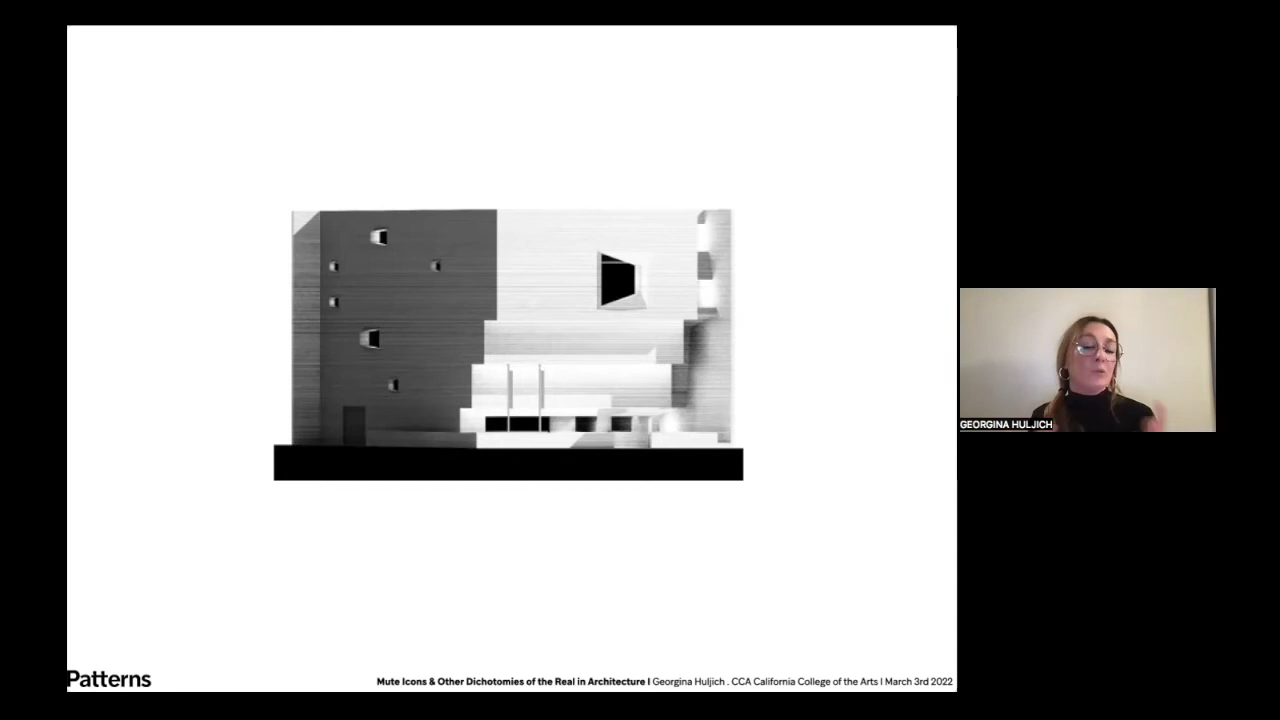 GEORGINA HULJICH
Patterns
Mute Icons & Other Dichotomies of the Real in Architecture I Georgina Huljich . CCA California College of the Arts I March 3rd 2022